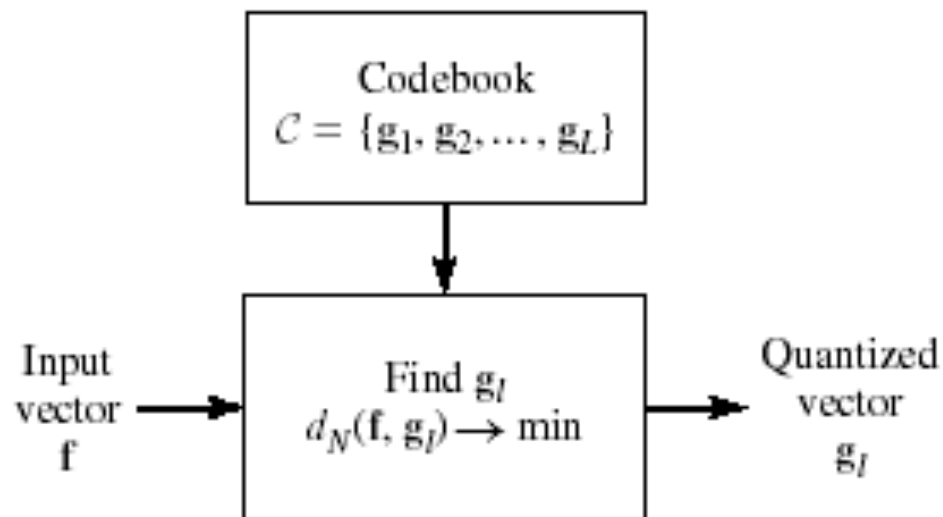 Codebook
𝒞 = {g₁, g₂, ..., g_L}
Input
vector
f
Find g_l
d_N(f, g_l) → min
Quantized
vector
g_l